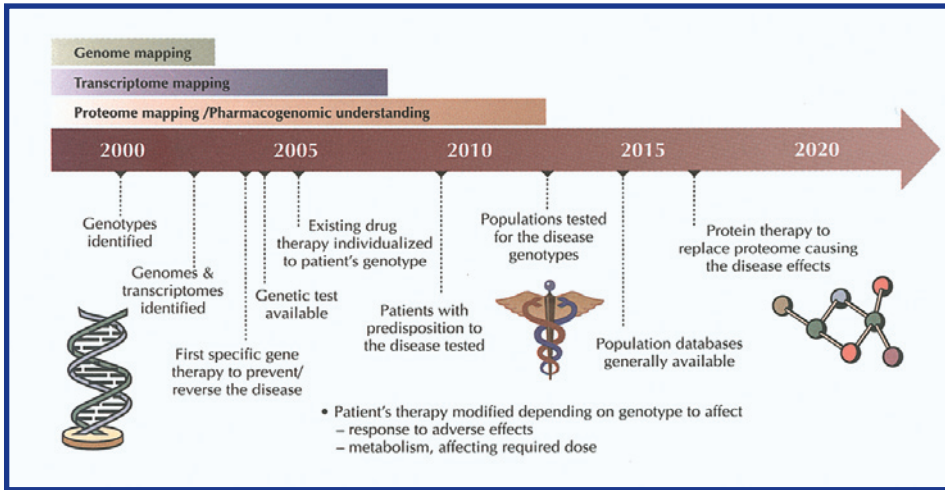 Genome mapping
Transcriptome mapping
Proteome mapping /Pharmacogenomic understanding
2000 2005 2010 2015 2020
Genotypes
identified
Genomes &
transcriptomes
identified
First specific gene
therapy to prevent/
reverse the disease
Genetic test
available
Existing drug
therapy individualized
to patient's genotype
Patients with
predisposition to
the disease tested
Populations tested
for the disease
genotypes
Population databases
generally available
Protein therapy to
replace proteome causing
the disease effects
• Patient's therapy modified depending on genotype to affect
– response to adverse effects
– metabolism, affecting required dose